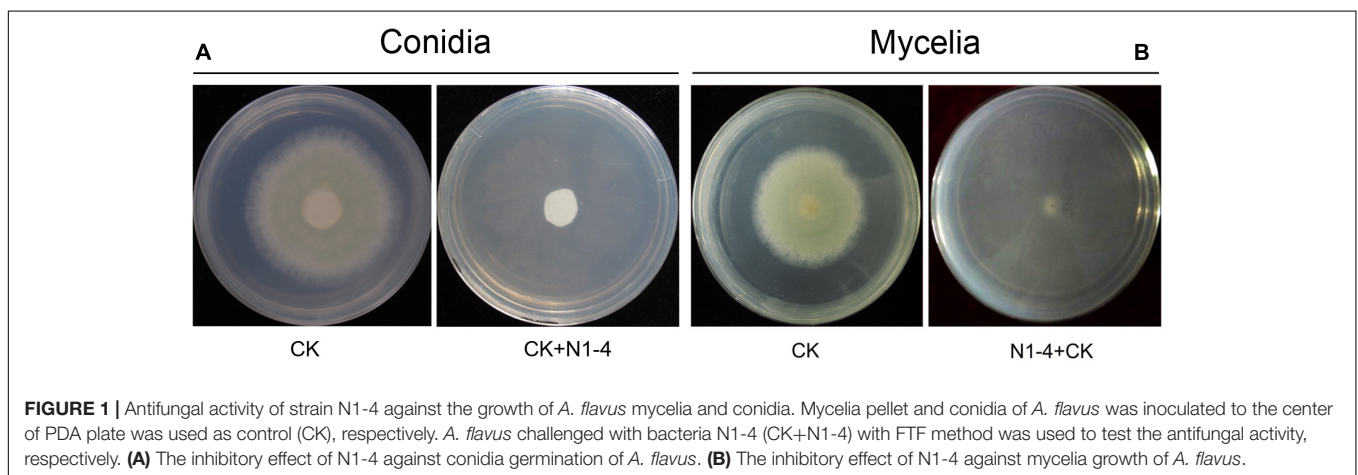 A Conidia Mycelia B
CK CK+N1-4 CK N1-4+CK
FIGURE 1 | Antifungal activity of strain N1-4 against the growth of A. flavus mycelia and conidia. Mycelia pellet and conidia of A. flavus was inoculated to the center
of PDA plate was used as control (CK), respectively. A. flavus challenged with bacteria N1-4 (CK+N1-4) with FTF method was used to test the antifungal activity,
respectively. (A) The inhibitory effect of N1-4 against conidia germination of A. flavus. (B) The inhibitory effect of N1-4 against mycelia growth of A. flavus.